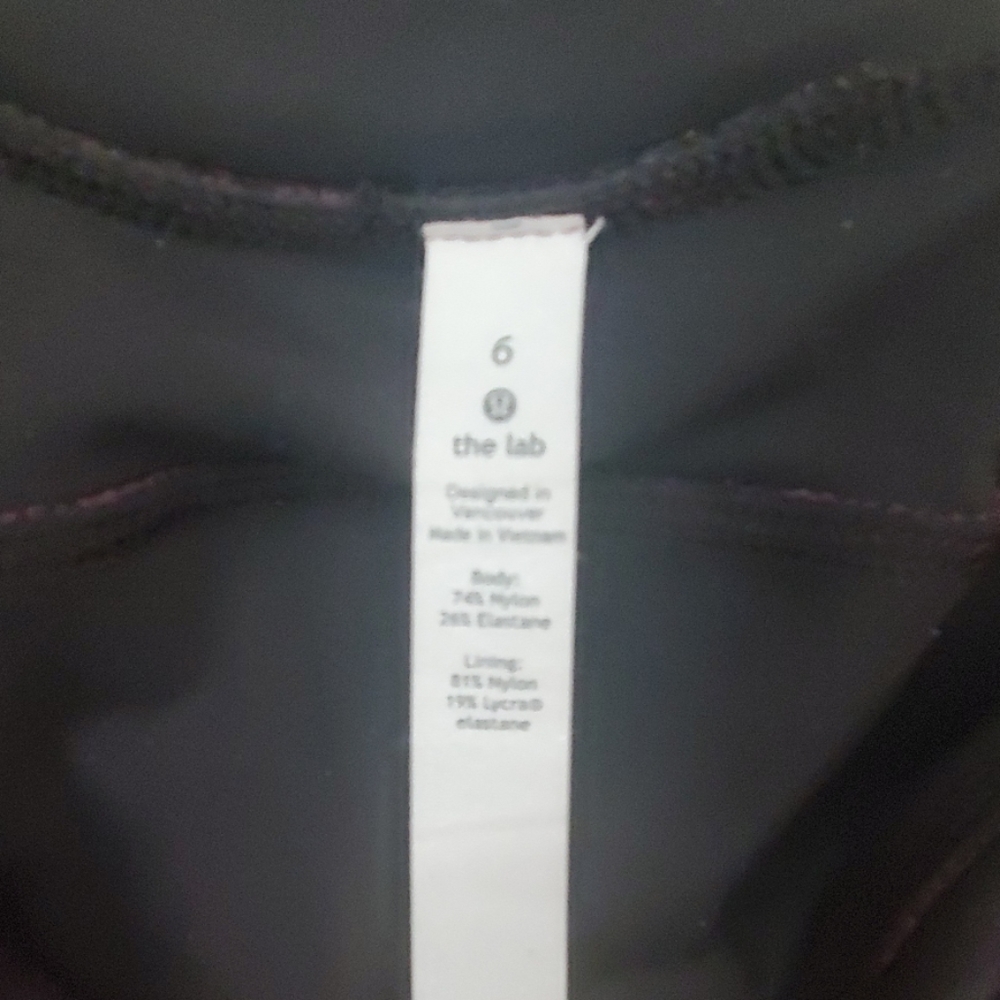 6
the lab
Designed in
Vancouver
Made in Vietnam
Body:
74% Nylon
26% Elastane
Lining:
81% Nylon
19% Lycra®
elastane